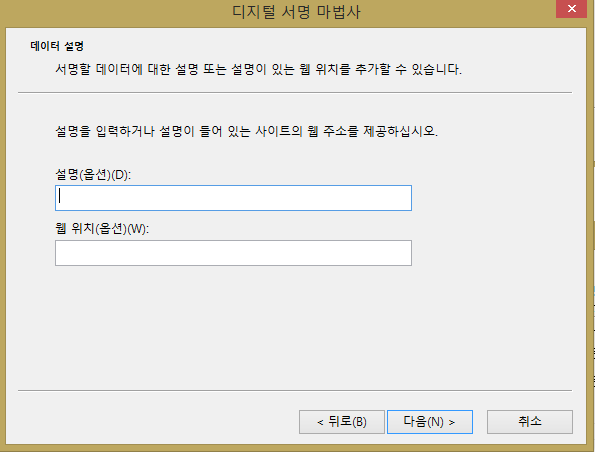 디지털 서명 마법사
데이터 설명
서명할 데이터에 대한 설명 또는 설명이 있는 웹 위치를 추가할 수 있습니다.
설명을 입력하거나 설명이 들어 있는 사이트의 웹 주소를 제공하십시오.
설명(옵션)(D):
웹 위치(옵션)(W):
< 뒤로(B) 다음(N) > 취소